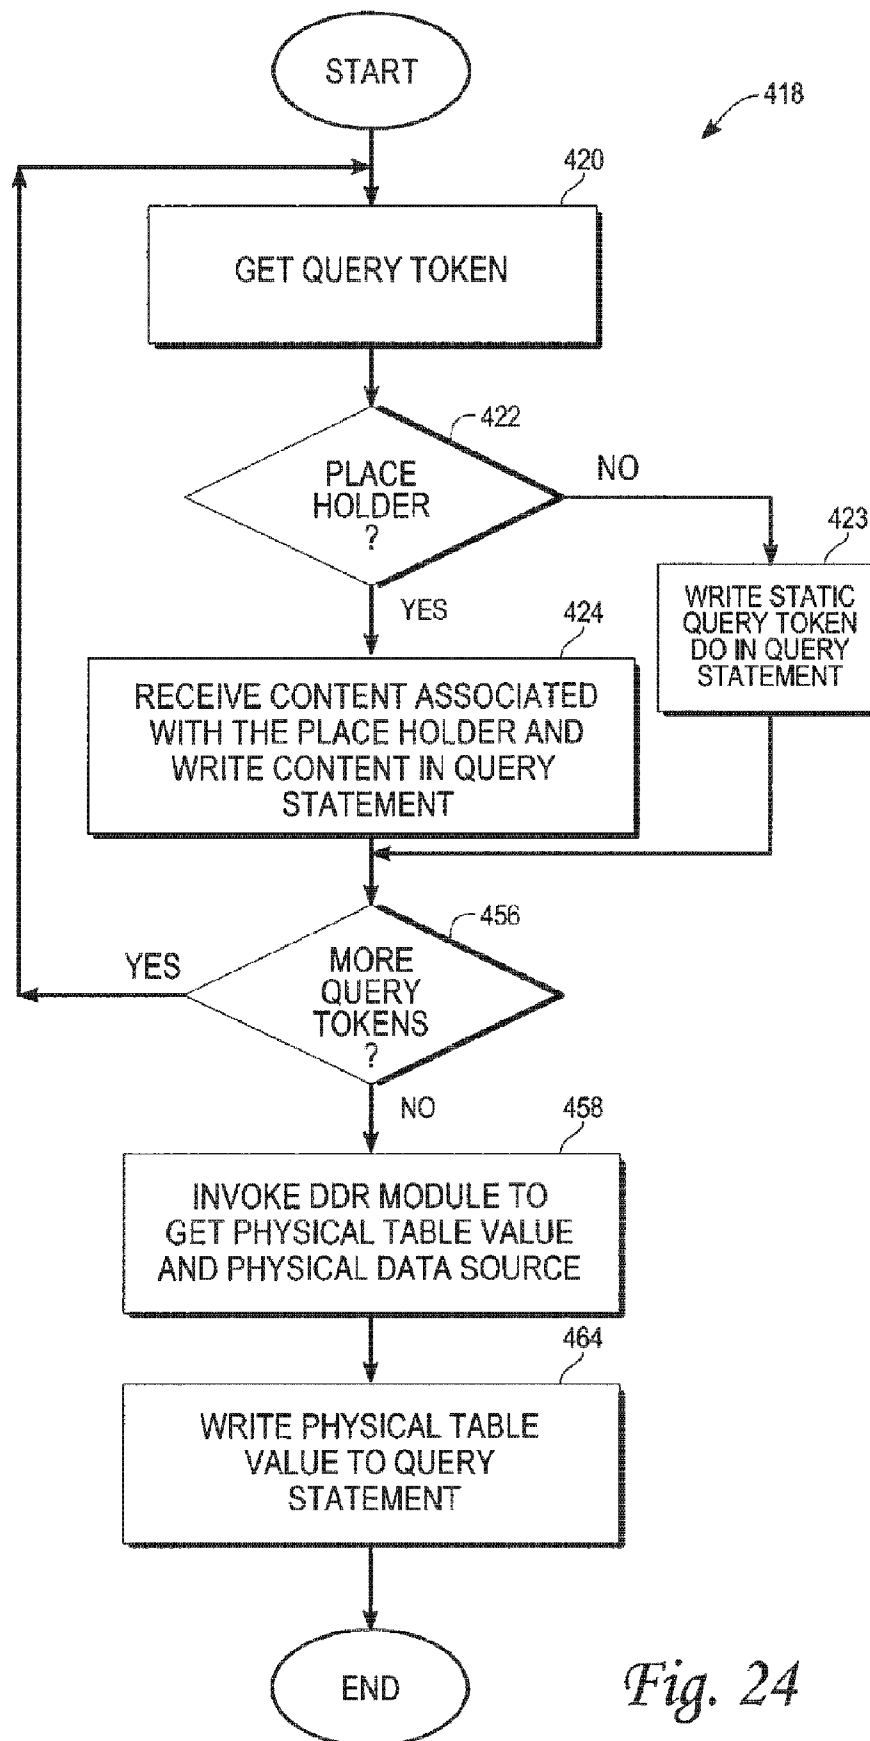 START
418
420
GET QUERY TOKEN
422
PLACE
HOLDER
?
NO
YES
423
WRITE STATIC
QUERY TOKEN
DO IN QUERY
STATEMENT
424
RECEIVE CONTENT ASSOCIATED
WITH THE PLACE HOLDER AND
WRITE CONTENT IN QUERY
STATEMENT
456
YES
MORE
QUERY
TOKENS
?
NO
458
INVOKE DDR MODULE TO
GET PHYSICAL TABLE VALUE
AND PHYSICAL DATA SOURCE
464
WRITE PHYSICAL TABLE
VALUE TO QUERY
STATEMENT
END
Fig. 24